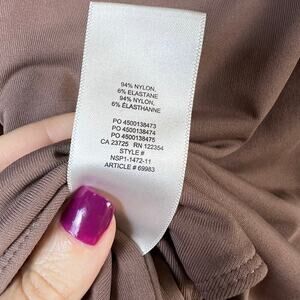 94% NYLON,
6% ELASTANE
94% NYLON,
6% ÉLASTHANNE
PO 4500138473
PO 4500138474
PO 4500138475
CA 23725 RN 122354
STYLE #
NSP1-1472-11
ARTICLE # 69983